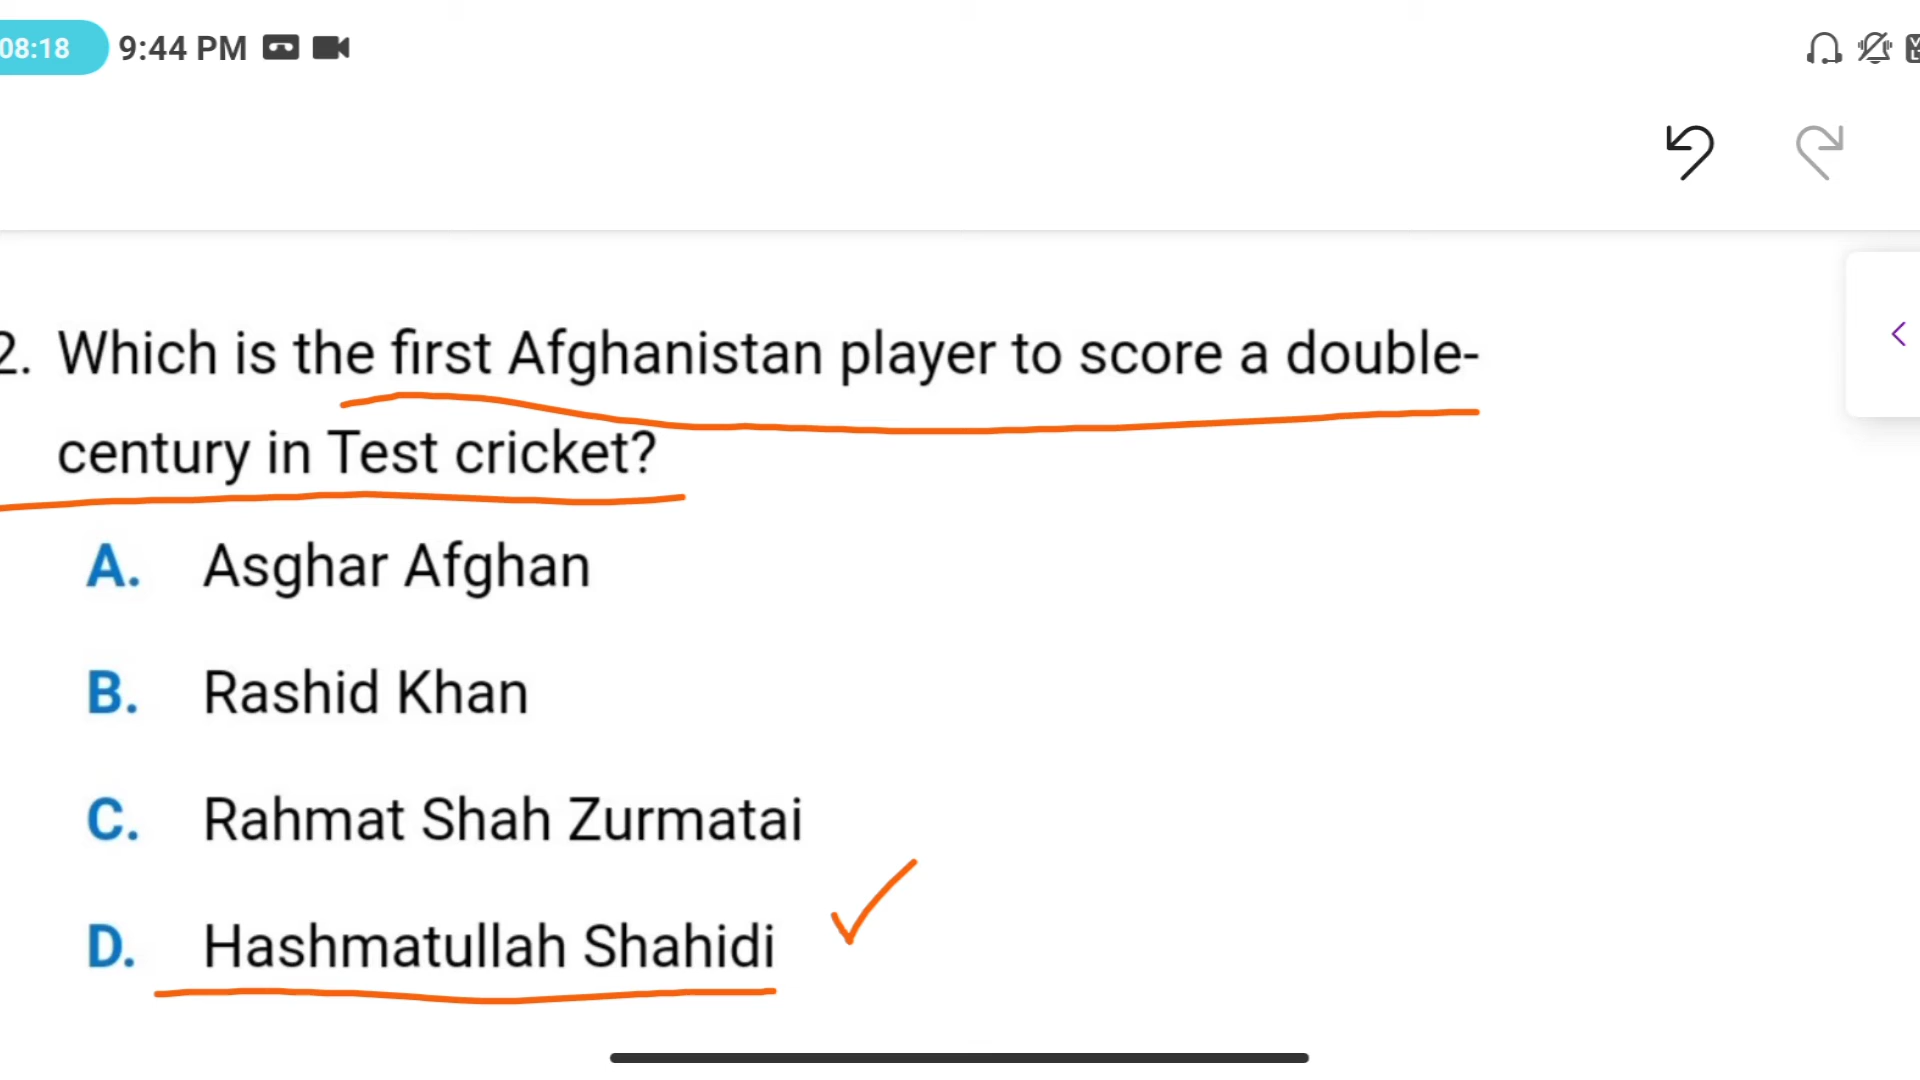 08:18 9:44 PM
2. Which is the first Afghanistan player to score a double-
century in Test cricket?
A. Asghar Afghan
B. Rashid Khan
C. Rahmat Shah Zurmatai
D. Hashmatullah Shahidi